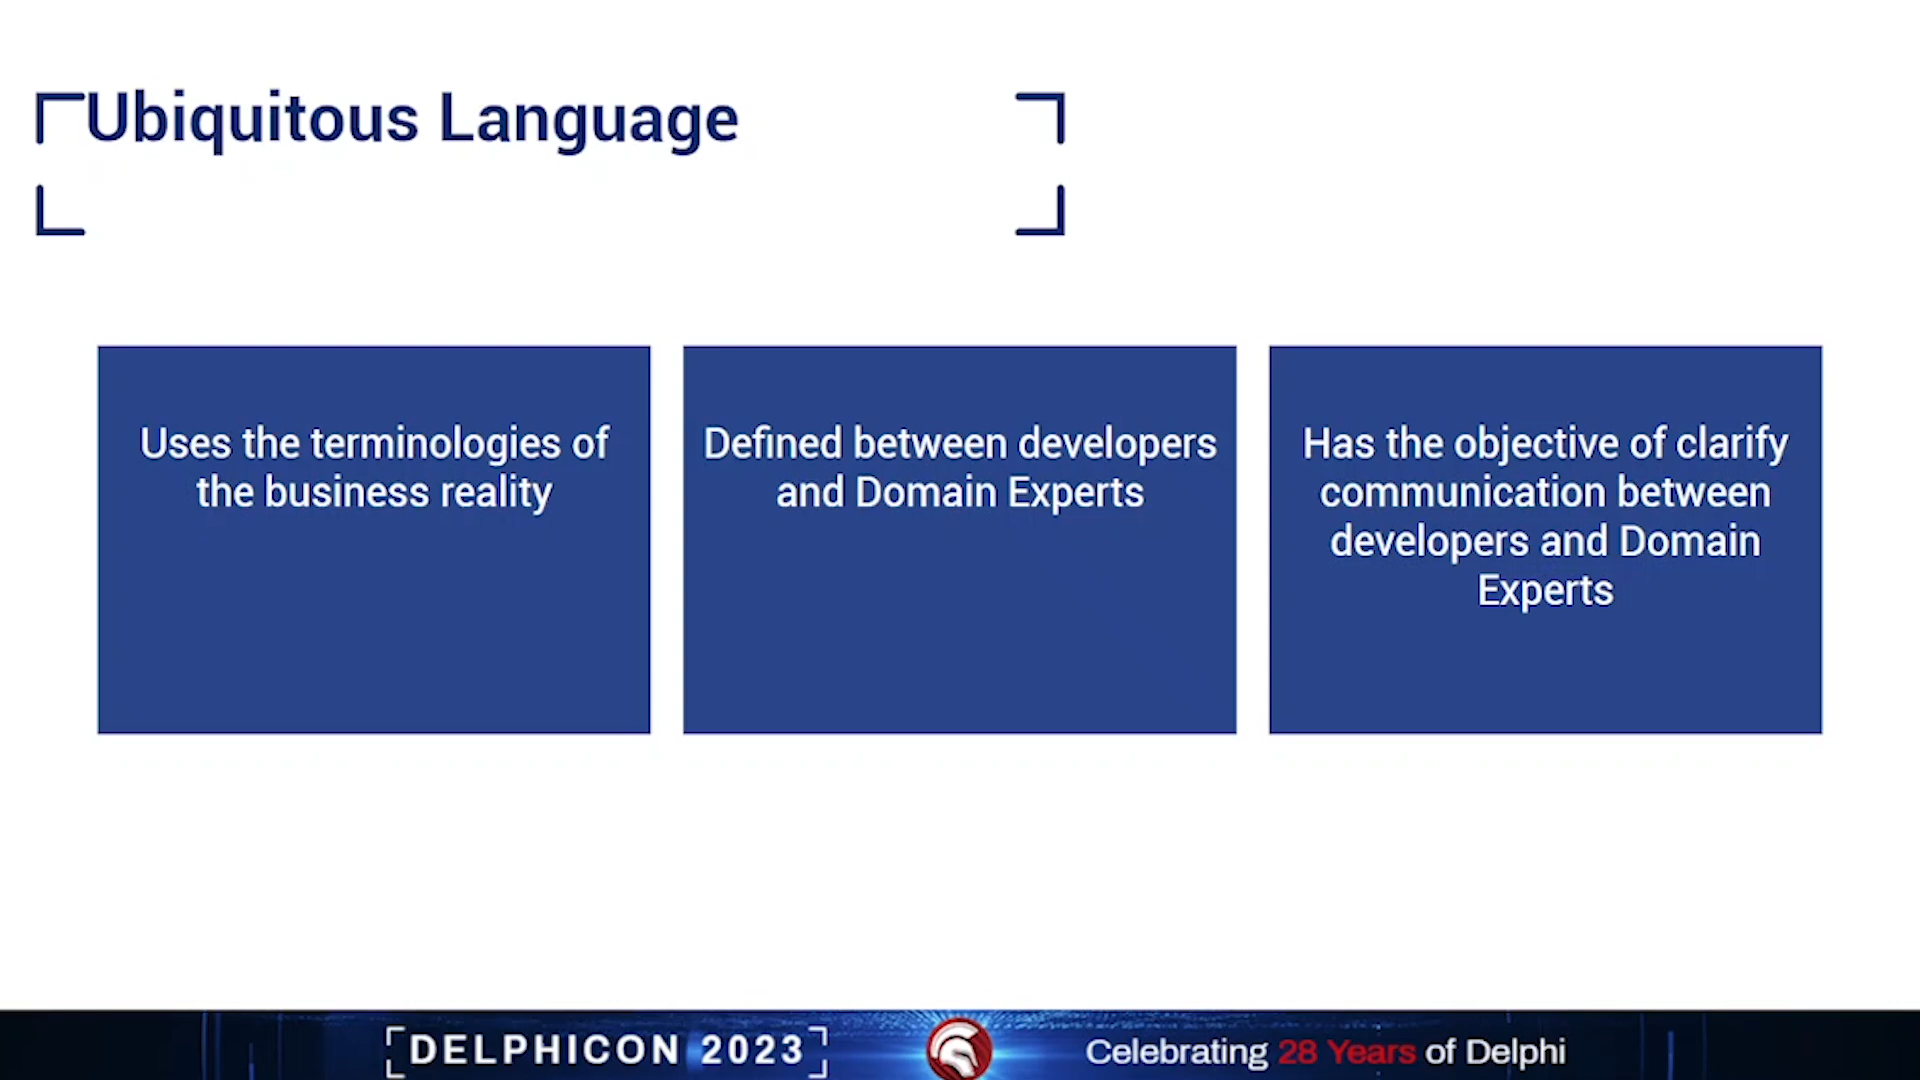 Ubiquitous Language
Uses the terminologies of
the business reality
Defined between developers
and Domain Experts
Has the objective of clarify
communication between
developers and Domain
Experts
DELPHICON 2023
Celebrating 28 Years of Delphi